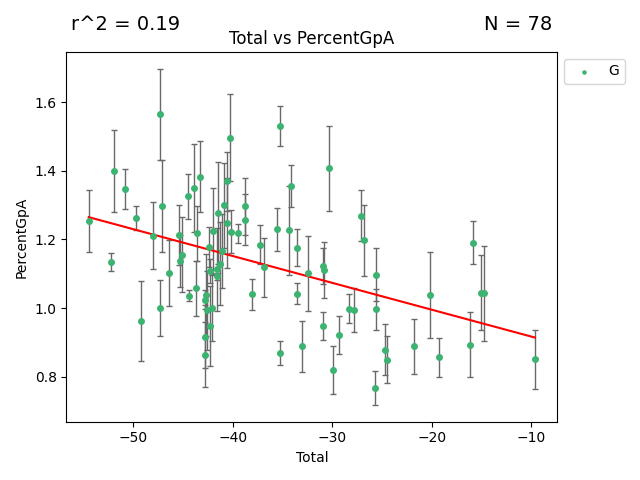 r^2 = 0.19
N = 78
Total vs PercentGpA
G
PercentGpA
1.6
1.4
1.2
1.0
0.8
−50
−40
−30
−20
−10
Total